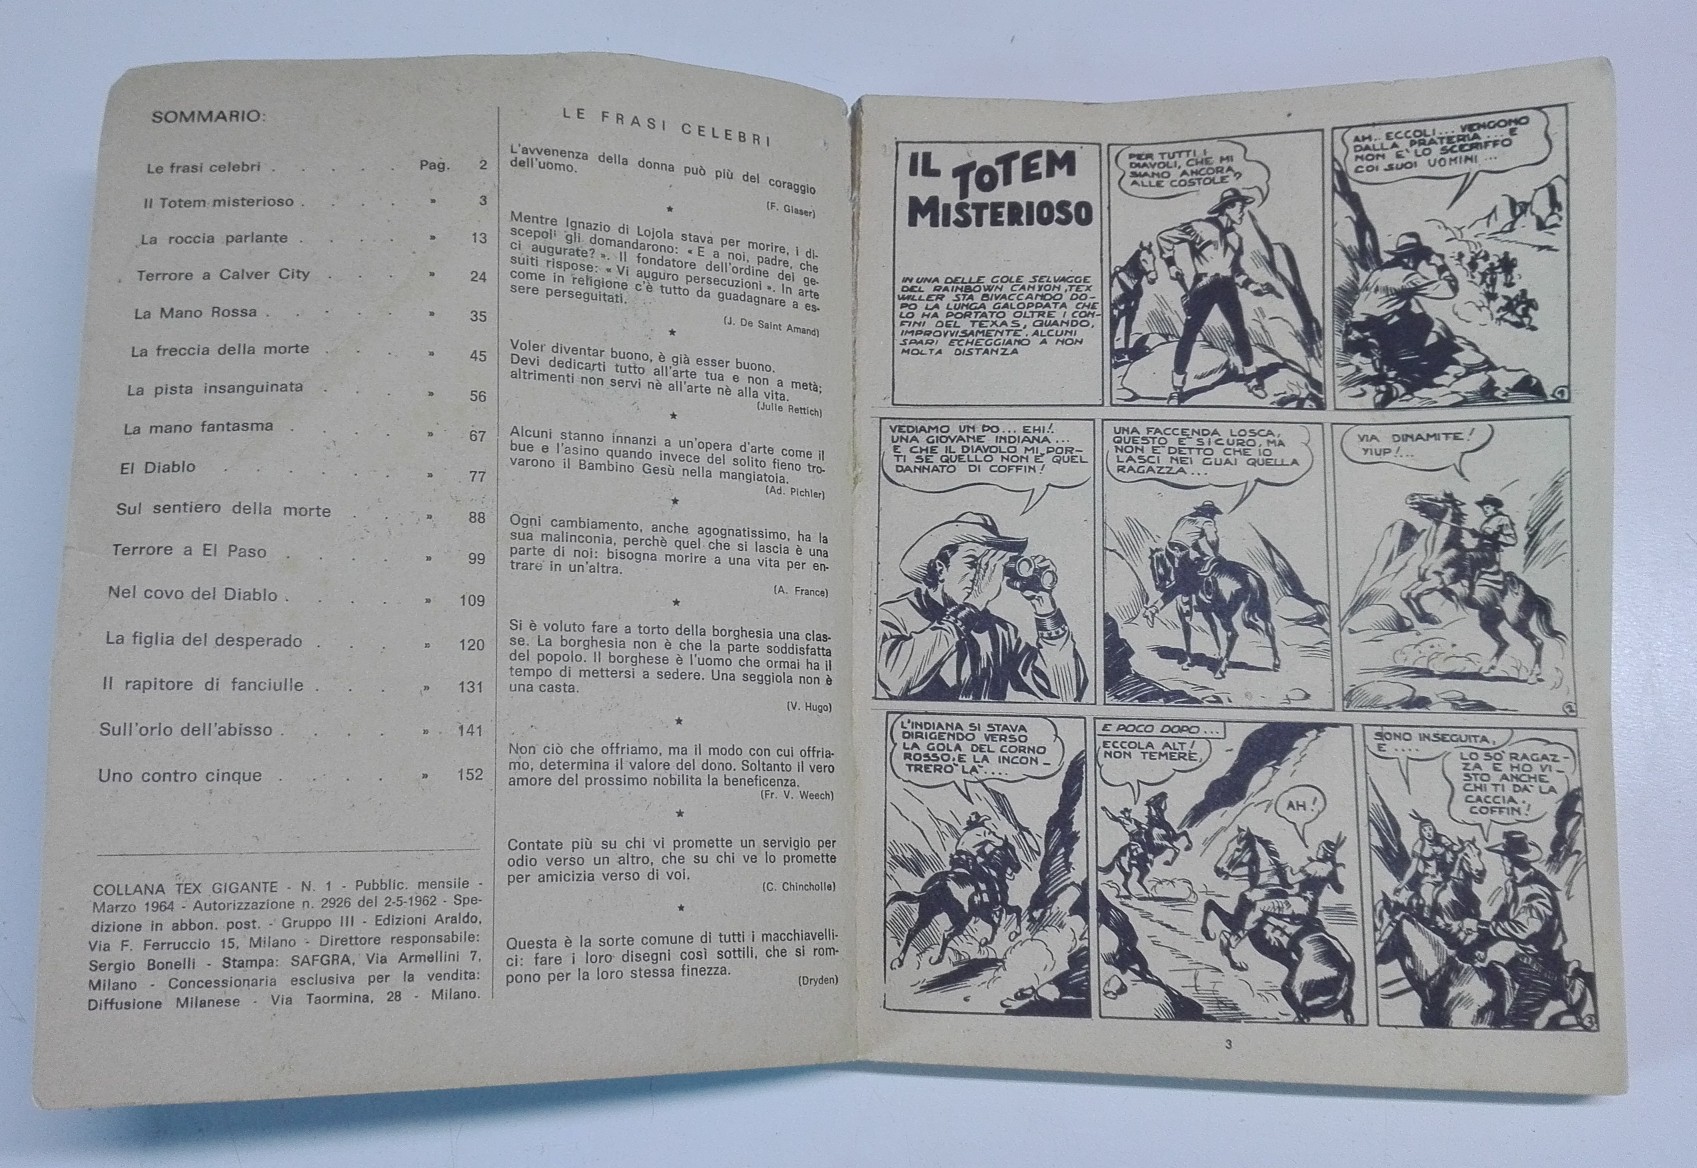 SOMMARIO:
Le frasi celebri . . . . . Pag. 2
Il Totem misterioso . . . . » 3
La roccia parlante . . . . » 13
Terrore a Calver City . . . » 24
La Mano Rossa . . . . . » 35
La freccia della morte . . . » 45
La pista insanguinata . . . » 56
La mano fantasma . . . . » 67
El Diablo . . . . . » 77
Sul sentiero della morte . . » 88
Terrore a El Paso . . . . » 99
Nel covo del Diablo . . . . » 109
La figlia del desperado . . . » 120
Il rapitore di fanciulle . . . » 131
Sull'orlo dell'abisso . . . . » 141
Uno contro cinque . . . . » 152
COLLANA TEX GIGANTE - N. 1 - Pubblic. mensile -
Marzo 1964 - Autorizzazione n. 2926 del 2-5-1962 - Spe-
dizione in abbon. post. - Gruppo III - Edizioni Araldo,
Via F. Ferruccio 15, Milano - Direttore responsabile:
Sergio Bonelli - Stampa: SAFGRA, Via Armellini 7,
Milano - Concessionaria esclusiva per la vendita:
Diffusione Milanese - Via Taormina, 28 - Milano.
LE FRASI CELEBRI
L'avvenenza della donna può più del coraggio
dell'uomo.
(F. Glaser)
★
Mentre Ignazio di Lojola stava per morire, i di-
scepoli gli domandarono: « E a noi, padre, che
ci augurate? ». Il fondatore dell'ordine dei ge-
suiti rispose: « Vi auguro persecuzioni ». In arte
come in religione c'è tutto da guadagnare a es-
sere perseguitati.
(J. De Saint Amand)
★
Voler diventar buono, è già esser buono.
Devi dedicarti tutto all'arte tua e non a metà;
altrimenti non servi nè all'arte nè alla vita.
(Julie Rettich)
★
Alcuni stanno innanzi a un'opera d'arte come il
bue e l'asino quando invece del solito fieno tro-
varono il Bambino Gesù nella mangiatoia.
(Ad. Pichler)
★
Ogni cambiamento, anche agognatissimo, ha la
sua malinconia, perchè quel che si lascia è una
parte di noi: bisogna morire a una vita per en-
trare in un'altra.
(A. France)
★
Si è voluto fare a torto della borghesia una clas-
se. La borghesia non è che la parte soddisfatta
del popolo. Il borghese è l'uomo che ormai ha il
tempo di mettersi a sedere. Una seggiola non è
una casta.
(V. Hugo)
★
Non ciò che offriamo, ma il modo con cui offria-
mo, determina il valore del dono. Soltanto il vero
amore del prossimo nobilita la beneficenza.
(Fr. V. Weech)
★
Contate più su chi vi promette un servigio per
odio verso un altro, che su chi ve lo promette
per amicizia verso di voi.
(C. Chincholle)
★
Questa è la sorte comune di tutti i macchiavelli-
ci: fare i loro disegni così sottili, che si rom-
pono per la loro stessa finezza.
(Dryden)
IL TOTEM
MISTERIOSO
IN UNA DELLE GOLE SELVAGGE
DEL RAINBOWN CANYON, TEX
WILLER STA BIVACCANDO DO-
PO LA LUNGA GALOPPATA CHE
LO HA PORTATO OLTRE I CON-
FINI DEL TEXAS, QUANDO,
IMPROVVISAMENTE, ALCUNI
SPARI ECHEGGIANO A NON
MOLTA DISTANZA
PER TUTTI I
DIAVOLI, CHE MI
SIANO ANCORA
ALLE COSTOLE?
AH.. ECCOLI... VENGONO
DALLA PRATERIA ... E
NON E' LO SCERIFFO
COI SUOI UOMINI ...
1
VEDIAMO UN PO'... EHI!
UNA GIOVANE INDIANA ...
E CHE IL DIAVOLO MI POR-
TI SE QUELLO NON E' QUEL
DANNATO DI COFFIN!
UNA FACCENDA LOSCA,
QUESTO E' SICURO, MA
NON E' DETTO CHE IO
LASCI NEI GUAI QUELLA
RAGAZZA ...
VIA DINAMITE!
YIUP!...
2
L'INDIANA SI STAVA
DIRIGENDO VERSO
LA GOLA DEL CORNO
ROSSO, E LA INCON-
TRERO' LA'....
E POCO DOPO ...
ECCOLA ALT!
NON TEMERE,
AH!
SONO INSEGUITA,
E ....
LO SO' RAGAZ-
ZA E HO VI-
STO ANCHE
CHI TI DA' LA
CACCIA.
COFFIN!
3
3